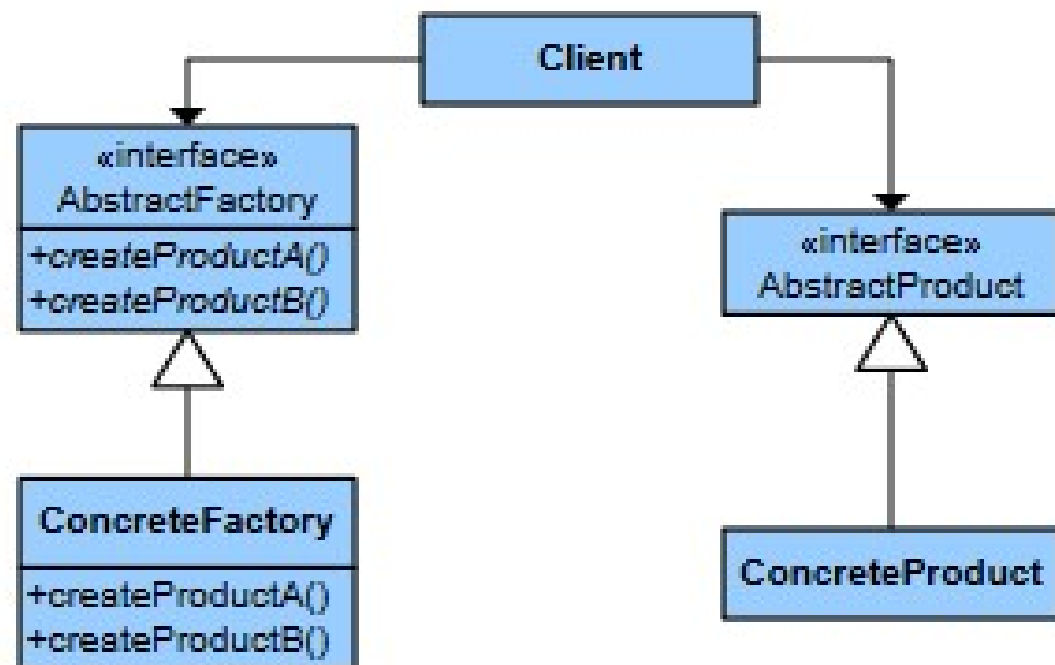 Client
«interface»
AbstractFactory
+createProductA()
+createProductB()
«interface»
AbstractProduct
ConcreteFactory
+createProductA()
+createProductB()
ConcreteProduct